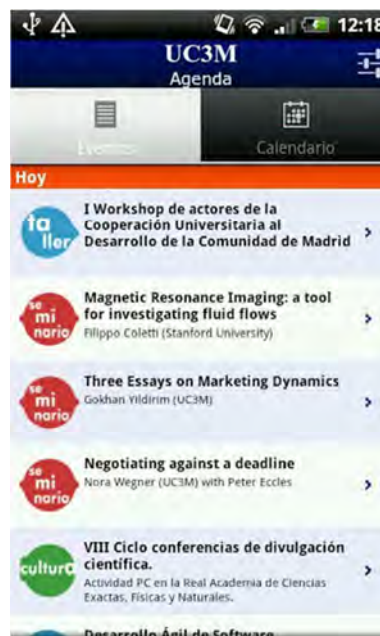 12:18
UC3M
Agenda
Eventos
Calendario
Hoy
ta
ller
I Workshop de actores de la
Cooperación Universitaria al
Desarrollo de la Comunidad de Madrid
se
mi
nario
Magnetic Resonance Imaging: a tool
for investigating fluid flows
Filippo Coletti (Stanford University)
se
mi
nario
Three Essays on Marketing Dynamics
Gokhan Yildirim (UC3M)
se
mi
nario
Negotiating against a deadline
Nora Wegner (UC3M) with Peter Eccles
cultura
VIII Ciclo conferencias de divulgación
científica.
Actividad PC en la Real Academia de Ciencias
Exactas, Físicas y Naturales.
Desarrollo Ágil de Software